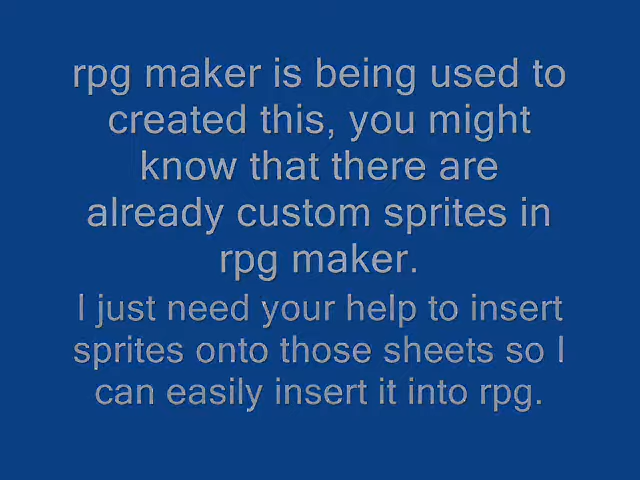 rpg maker is being used to
created this, you might
know that there are
already custom sprites in
rpg maker.
I just need your help to insert
sprites onto those sheets so I
can easily insert it into rpg.